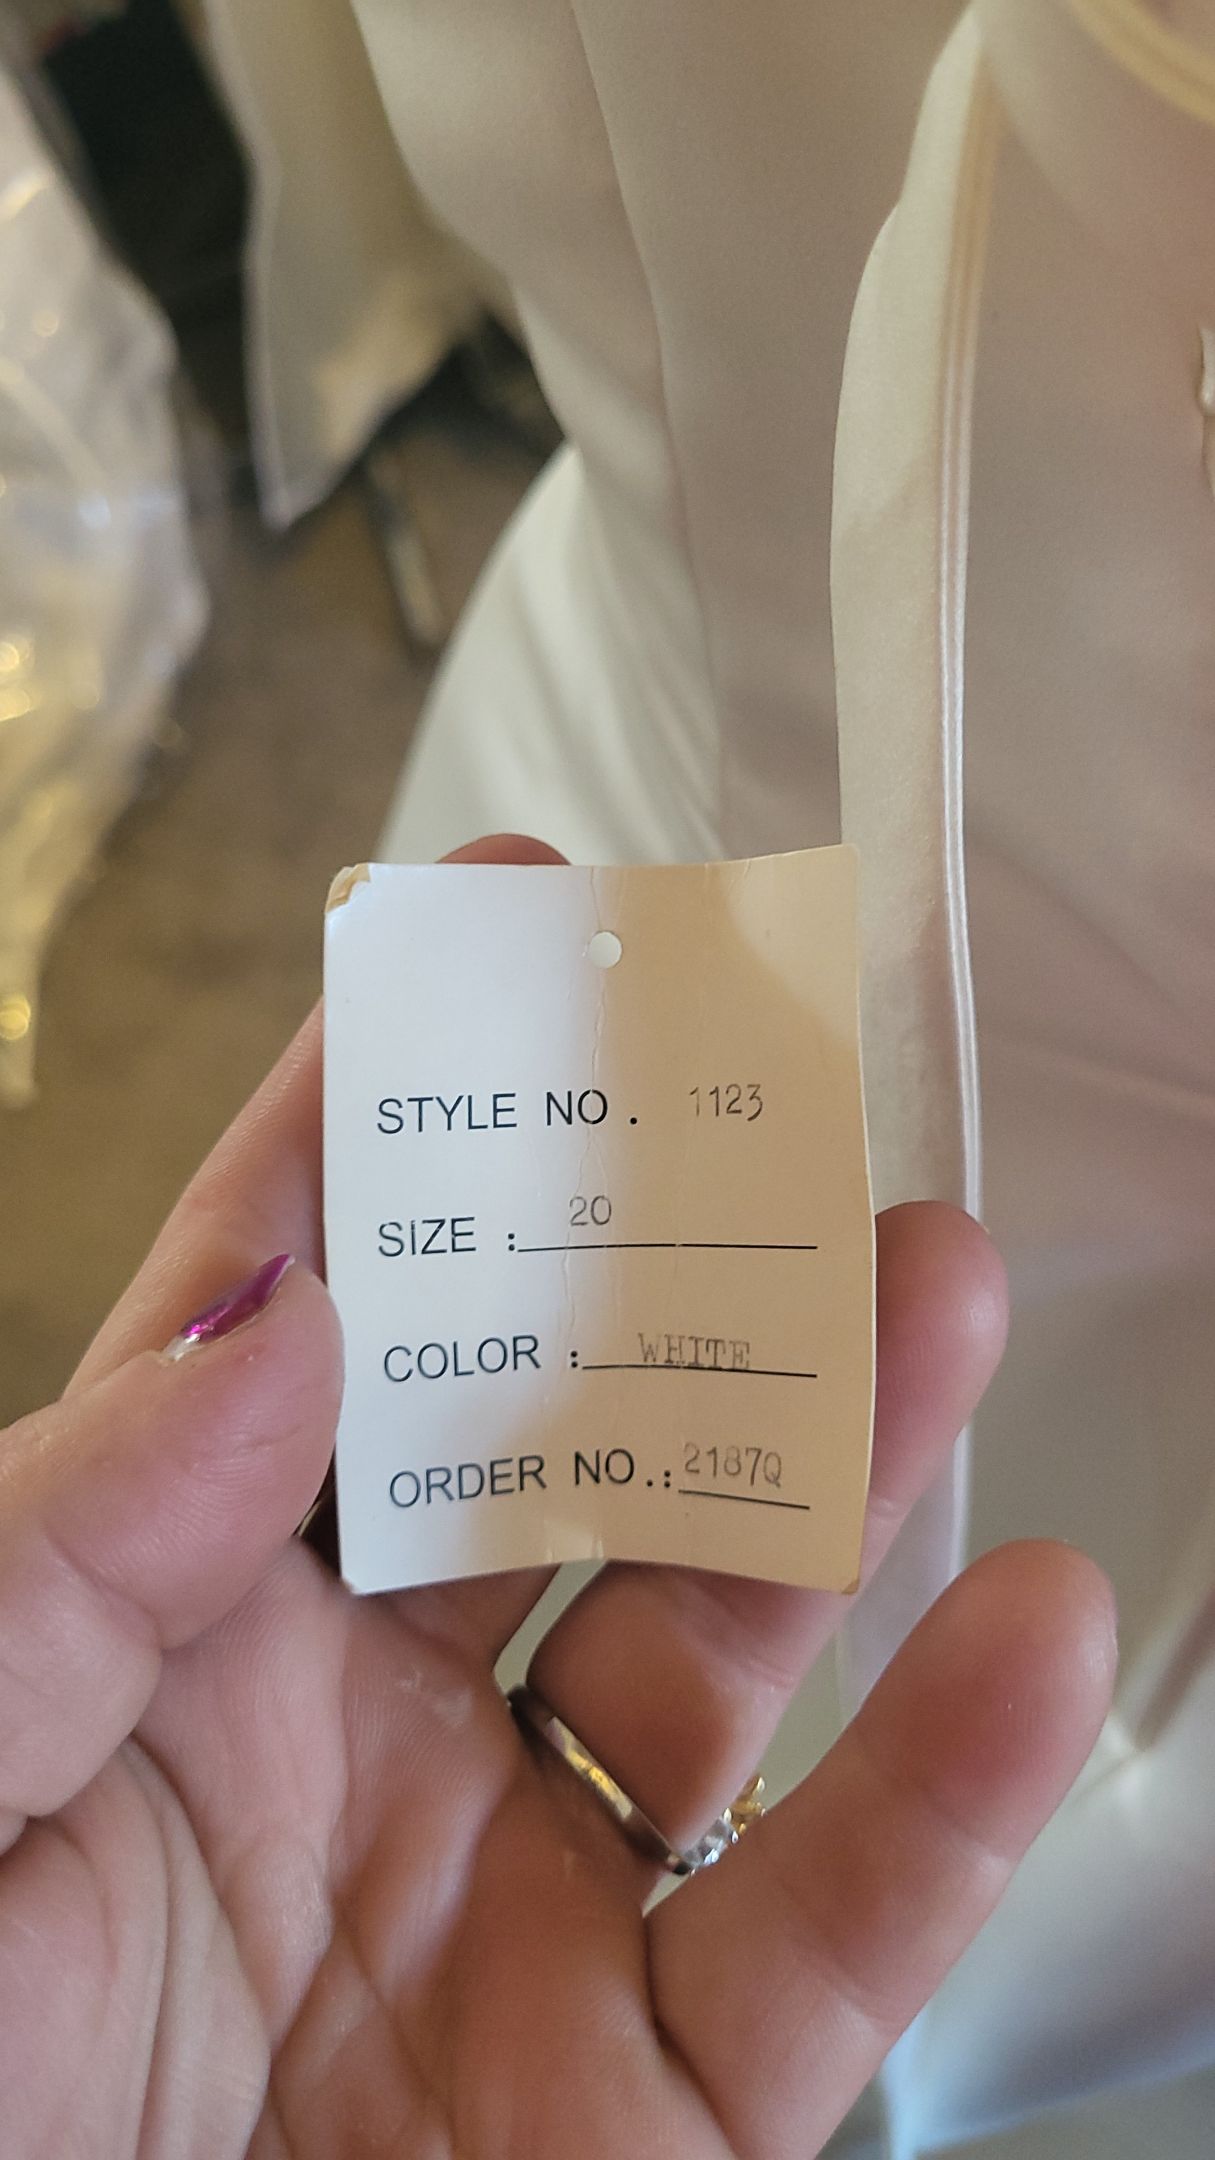 STYLE NO. 1123
SIZE : 20
COLOR : WHITE
ORDER NO.: 2187Q